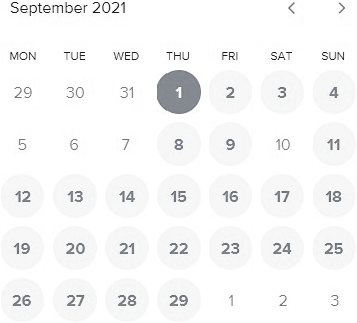 September 2021
MON TUE WED THU FRI SAT SUN
29 30 31 1 2 3 4
5 6 7 8 9 10 11
12 13 14 15 16 17 18
19 20 21 22 23 24 25
26 27 28 29 1 2 3